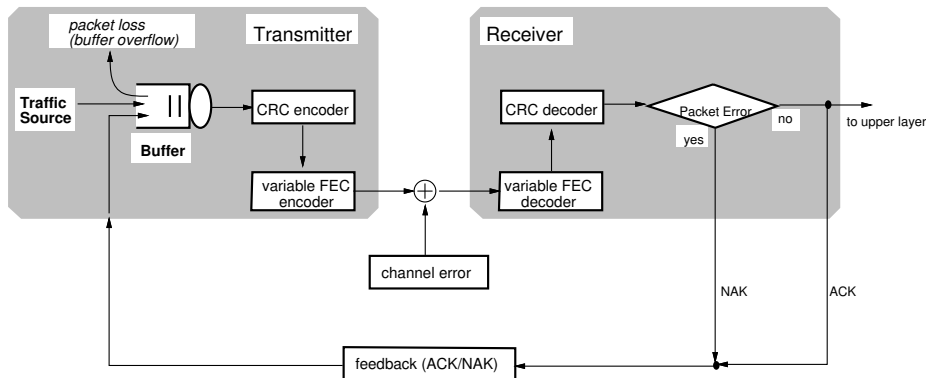 packet loss
(buffer overflow)
Transmitter
Receiver
Traffic
Source
Buffer
CRC encoder
variable FEC
encoder
CRC decoder
variable FEC
decoder
Packet Error
no
yes
to upper layer
channel error
NAK
ACK
feedback (ACK/NAK)